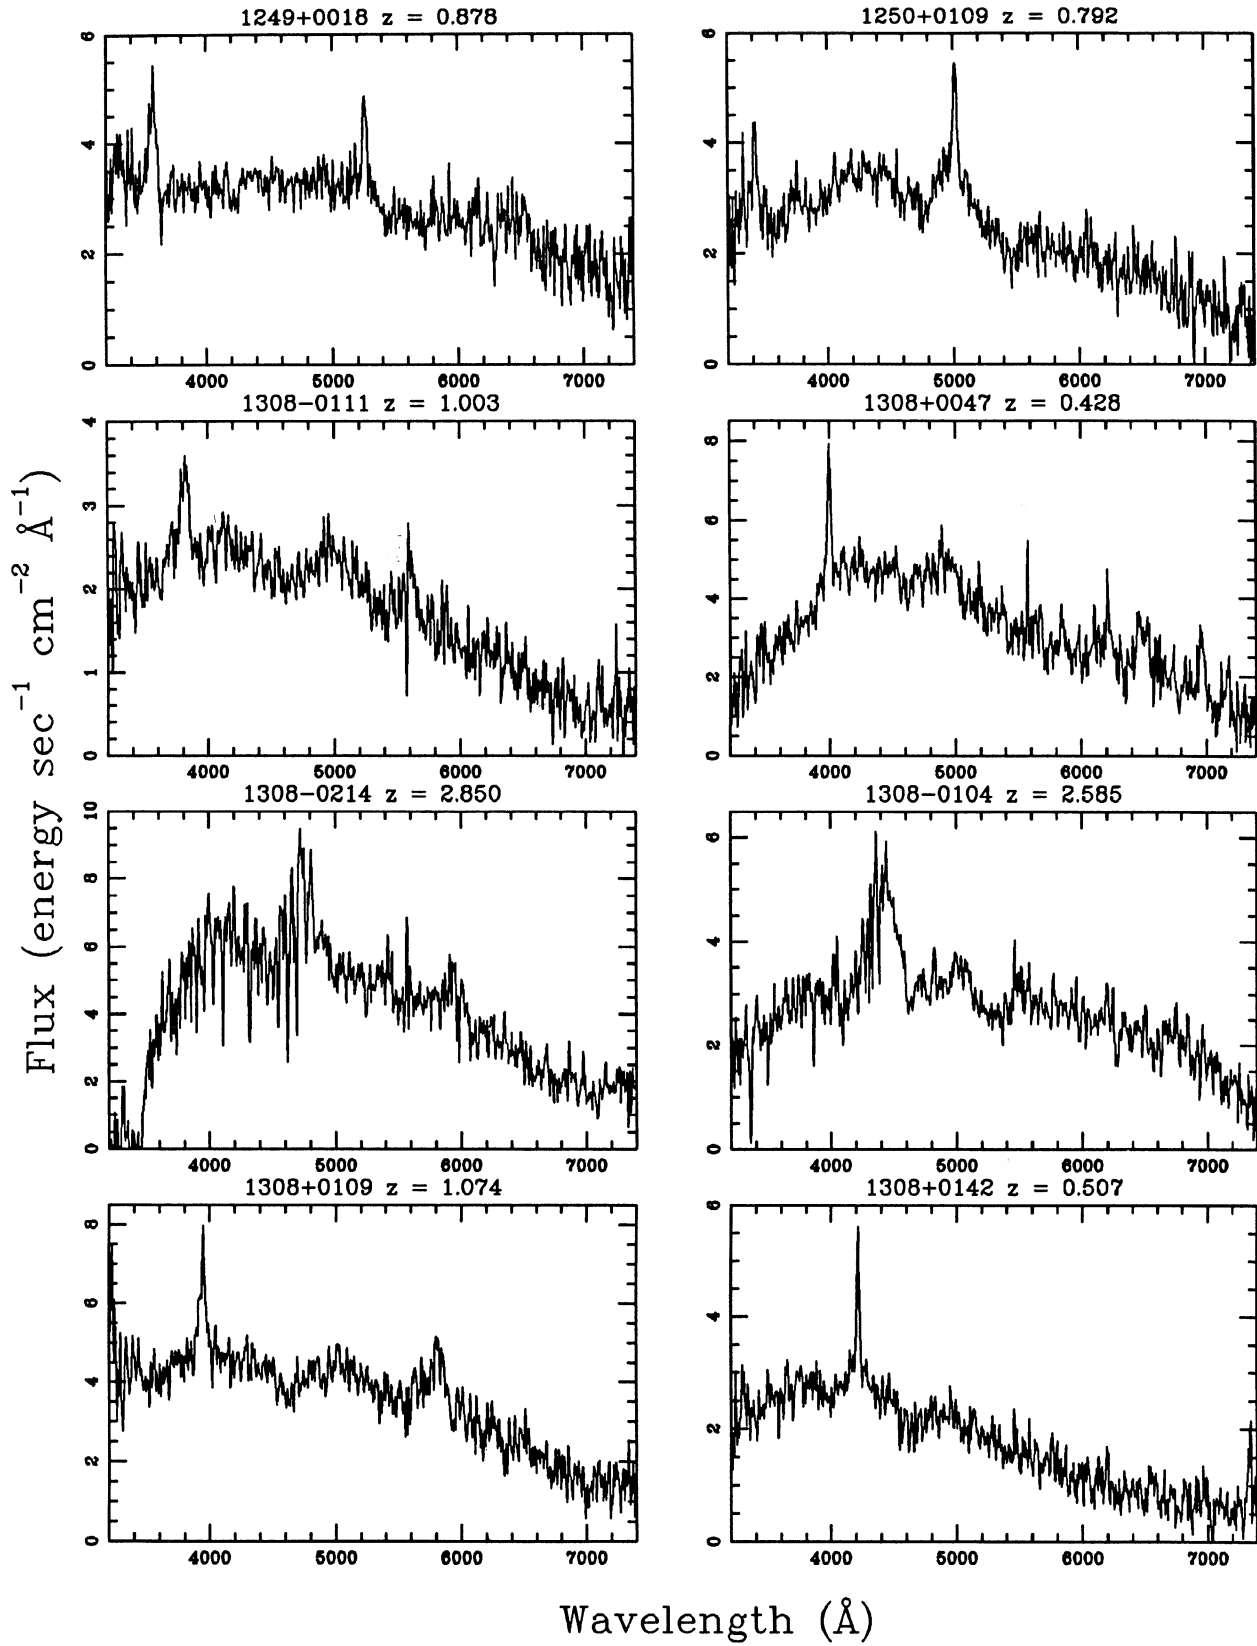 1249+0018 z = 0.878
6
4
2
0
4000 5000 6000 7000
1250+0109 z = 0.792
6
4
2
0
4000 5000 6000 7000
1308-0111 z = 1.003
4
3
2
1
0
4000 5000 6000 7000
1308+0047 z = 0.428
8
6
4
2
0
4000 5000 6000 7000
1308-0214 z = 2.850
10
8
6
4
2
0
4000 5000 6000 7000
1308-0104 z = 2.585
6
4
2
0
4000 5000 6000 7000
1308+0109 z = 1.074
8
6
4
2
0
4000 5000 6000 7000
1308+0142 z = 0.507
6
4
2
0
4000 5000 6000 7000
Flux (energy sec⁻¹ cm⁻² Å⁻¹)
Wavelength (Å)